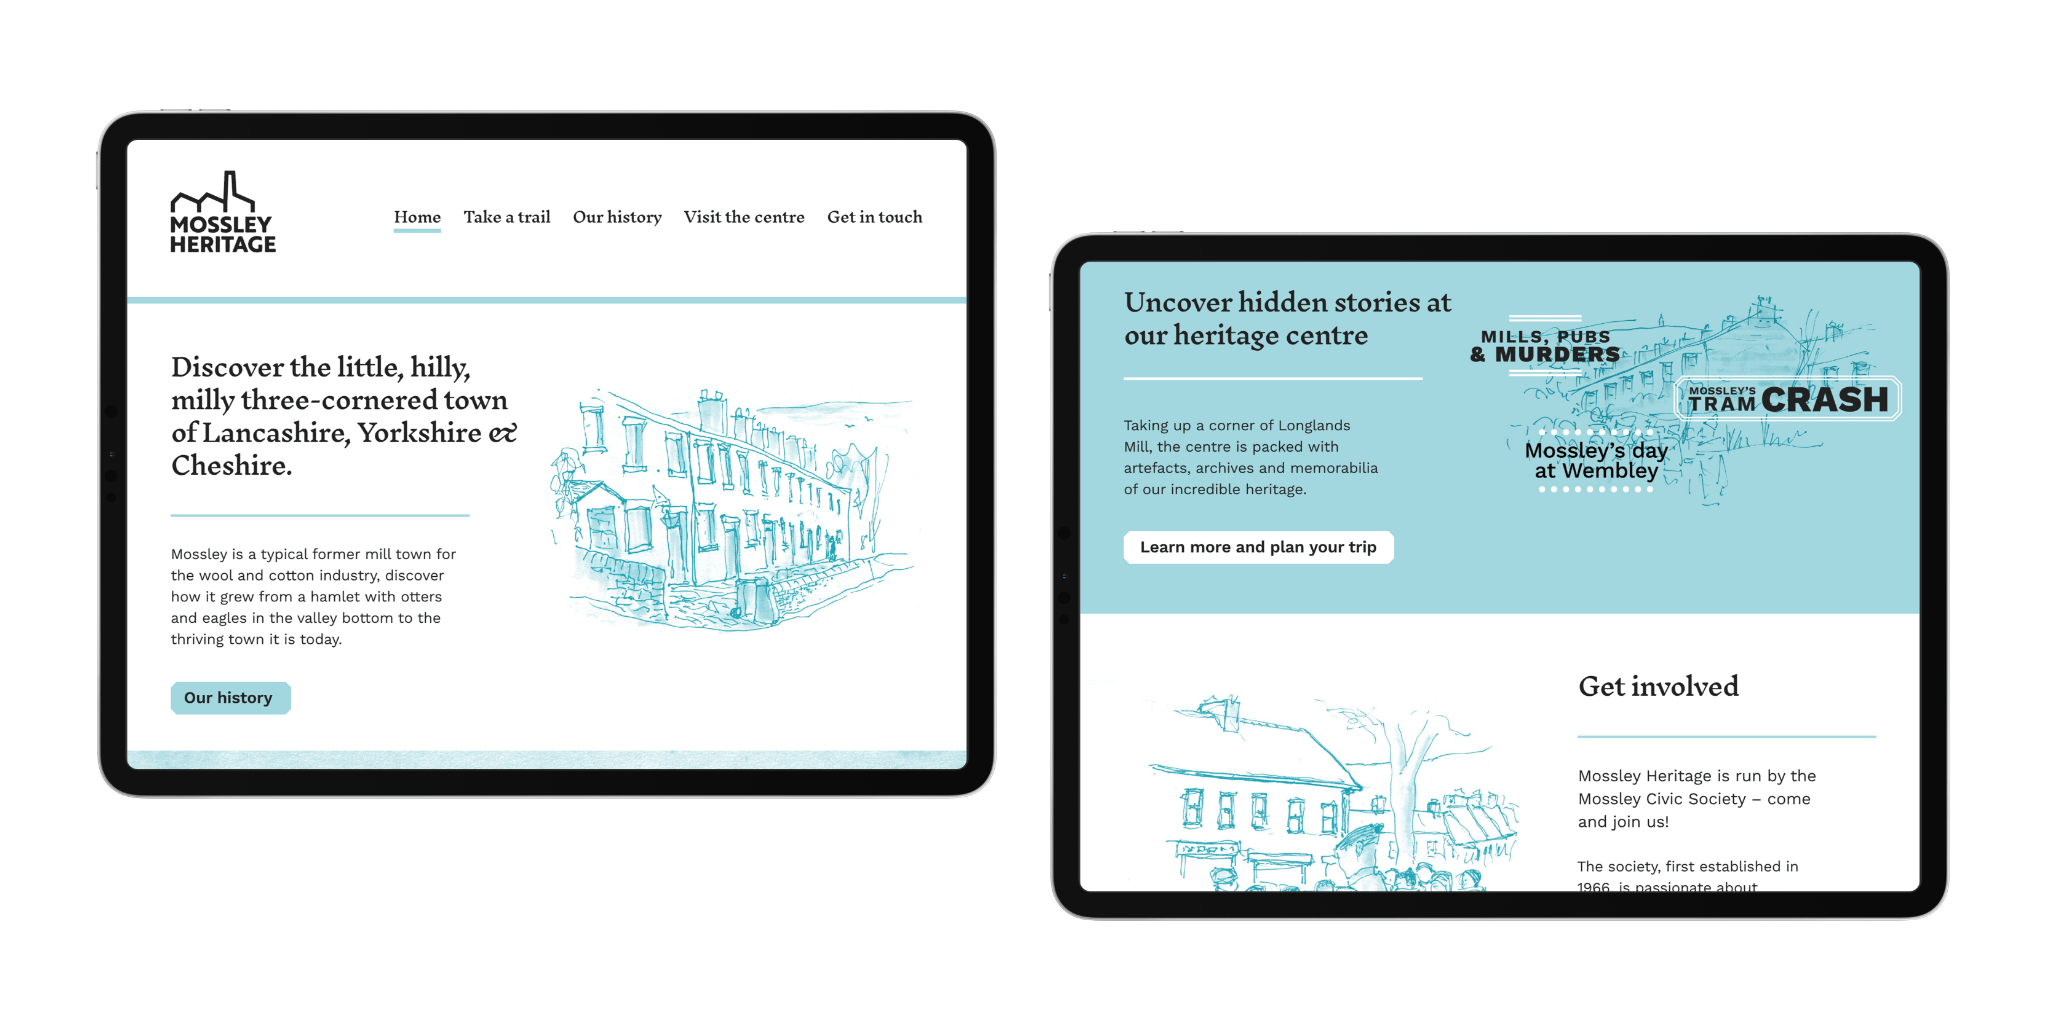 MOSSLEY
HERITAGE
Home Take a trail Our history Visit the centre Get in touch
Discover the little, hilly,
milly three-cornered town
of Lancashire, Yorkshire &
Cheshire.
Mossley is a typical former mill town for
the wool and cotton industry, discover
how it grew from a hamlet with otters
and eagles in the valley bottom to the
thriving town it is today.
Our history
Uncover hidden stories at
our heritage centre
Taking up a corner of Longlands
Mill, the centre is packed with
artefacts, archives and memorabilia
of our incredible heritage.
Learn more and plan your trip
MILLS, PUBS
& MURDERS
MOSSLEY'S
TRAM CRASH
Mossley's day
at Wembley
Get involved
Mossley Heritage is run by the
Mossley Civic Society – come
and join us!
The society, first established in
1966, is passionate about